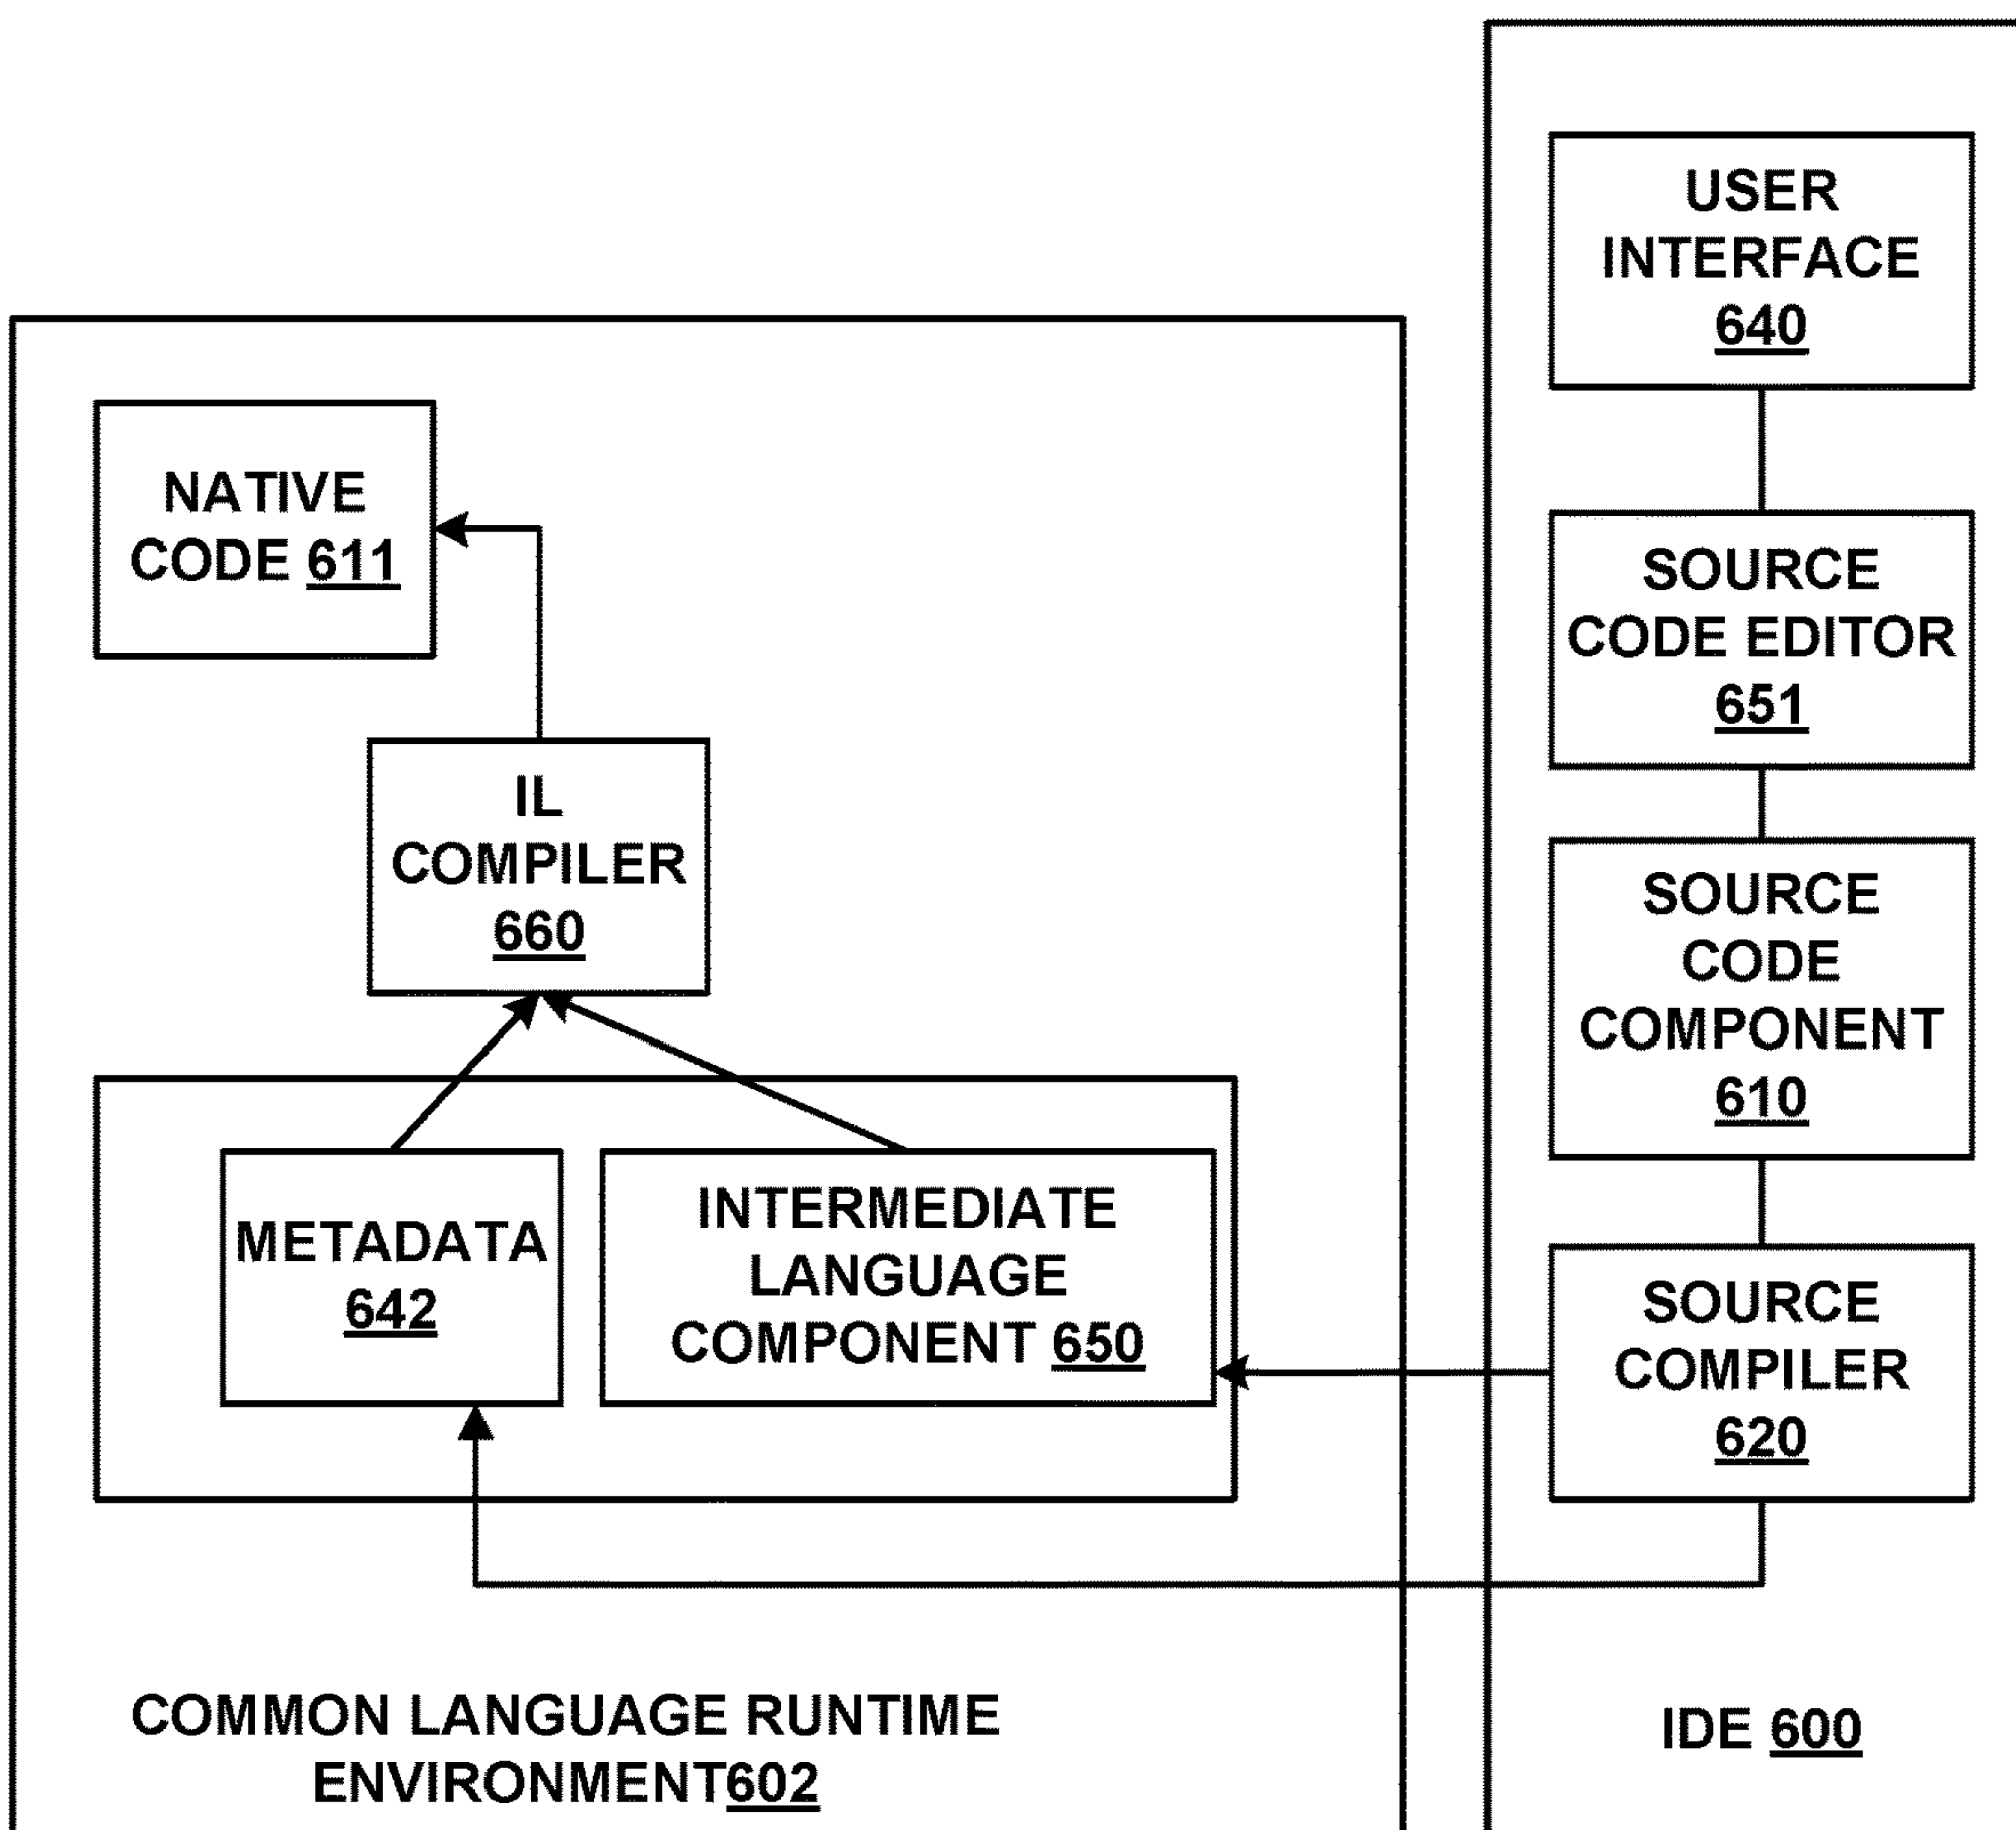 USER
INTERFACE
640
NATIVE
CODE 611
SOURCE
CODE EDITOR
651
IL
COMPILER
660
SOURCE
CODE
COMPONENT
610
METADATA
642
INTERMEDIATE
LANGUAGE
COMPONENT 650
SOURCE
COMPILER
620
COMMON LANGUAGE RUNTIME
ENVIRONMENT602
IDE 600